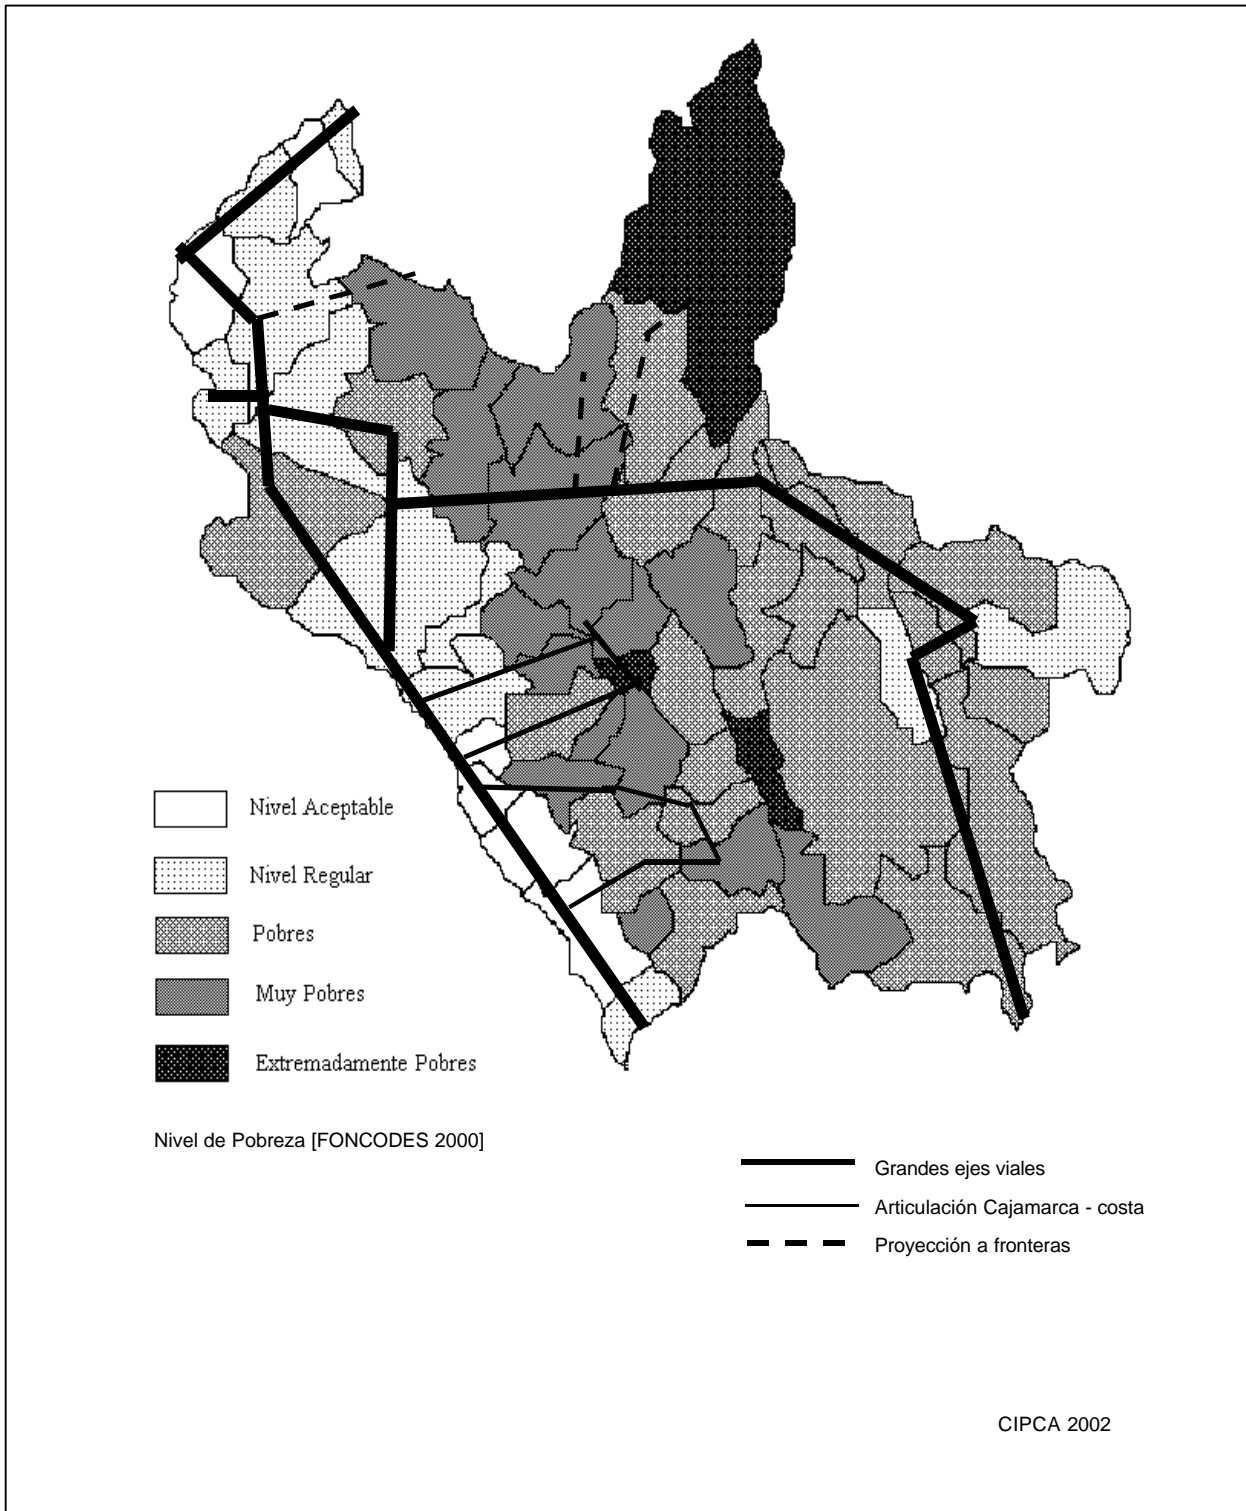 Nivel Aceptable
Nivel Regular
Pobres
Muy Pobres
Extremadamente Pobres
Nivel de Pobreza [FONCODES 2000]
Grandes ejes viales
Articulación Cajamarca - costa
Proyección a fronteras
CIPCA 2002